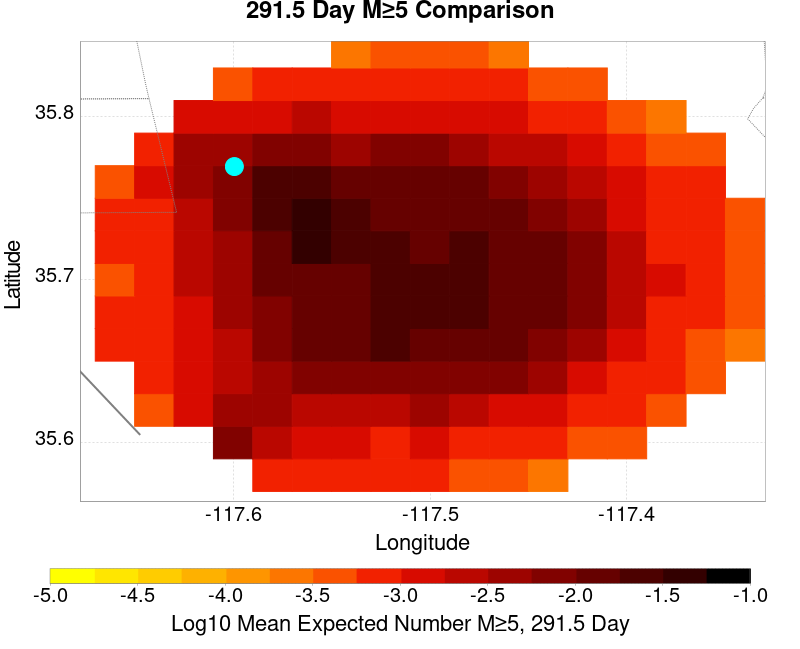 291.5 Day M≥5 Comparison
Latitude
35.8
35.7
35.6
-117.6 -117.5 -117.4
Longitude
-5.0 -4.5 -4.0 -3.5 -3.0 -2.5 -2.0 -1.5 -1.0
Log10 Mean Expected Number M≥5, 291.5 Day